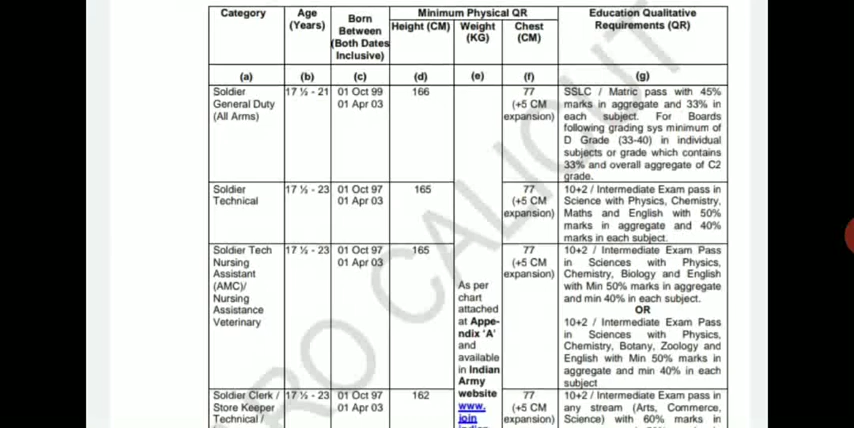 Category
Age
(Years)
Born
Between
(Both Dates
Inclusive)
Minimum Physical QR
Height (CM)
Weight
(KG)
Chest
(CM)
Education Qualitative
Requirements (QR)
(a)
(b)
(c)
(d)
(e)
(f)
(g)
Soldier
General Duty
(All Arms)
17 ½ - 21
01 Oct 99
01 Apr 03
166
77
(+5 CM
expansion)
SSLC / Matric pass with 45%
marks in aggregate and 33% in
each subject. For Boards
following grading sys minimum of
D Grade (33-40) in individual
subjects or grade which contains
33% and overall aggregate of C2
grade.
Soldier
Technical
17 ½ - 23
01 Oct 97
01 Apr 03
165
77
(+5 CM
expansion)
10+2 / Intermediate Exam pass in
Science with Physics, Chemistry,
Maths and English with 50%
marks in aggregate and 40%
marks in each subject.
Soldier Tech
Nursing
Assistant
(AMC)/
Nursing
Assistance
Veterinary
17 ½ - 23
01 Oct 97
01 Apr 03
165
As per
chart
attached
at Appe-
ndix 'A'
and
available
in Indian
Army
website
www.
join
77
(+5 CM
expansion)
10+2 / Intermediate Exam Pass
in Sciences with Physics,
Chemistry, Biology and English
with Min 50% marks in aggregate
and min 40% in each subject.
OR
10+2 / Intermediate Exam Pass
in Sciences with Physics,
Chemistry, Botany, Zoology and
English with Min 50% marks in
aggregate and min 40% in each
subject
Soldier Clerk /
Store Keeper
Technical /
17 ½ - 23
01 Oct 97
01 Apr 03
162
77
(+5 CM
expansion)
10+2 / Intermediate Exam pass in
any stream (Arts, Commerce,
Science) with 60% marks in
ARO CALICUT